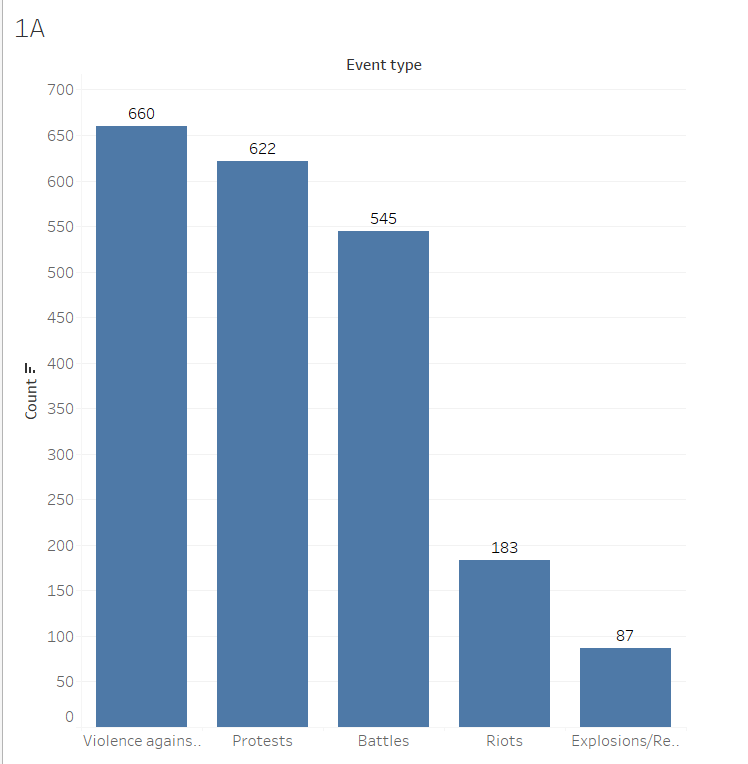 1A
Event type
700
650
600
550
500
450
400
350
300
250
200
150
100
50
0
Count
660
622
545
183
87
Violence agains..
Protests
Battles
Riots
Explosions/Re..